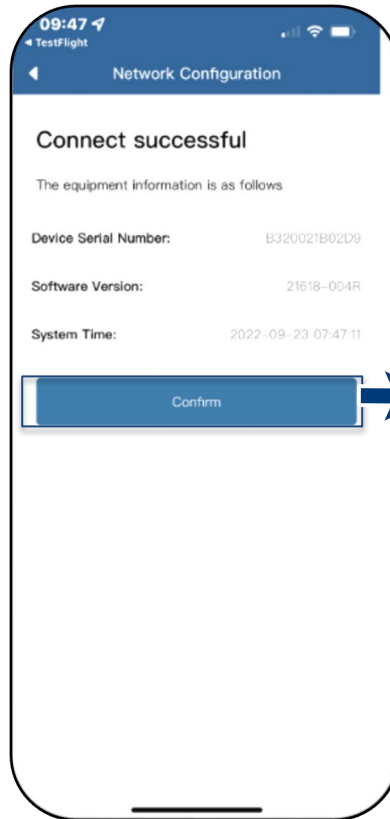 09:47
◀ TestFlight
Network Configuration
Connect successful
The equipment information is as follows
Device Serial Number: B320021B02D9
Software Version: 21618-004R
System Time: 2022-09-23 07:47:11
Confirm